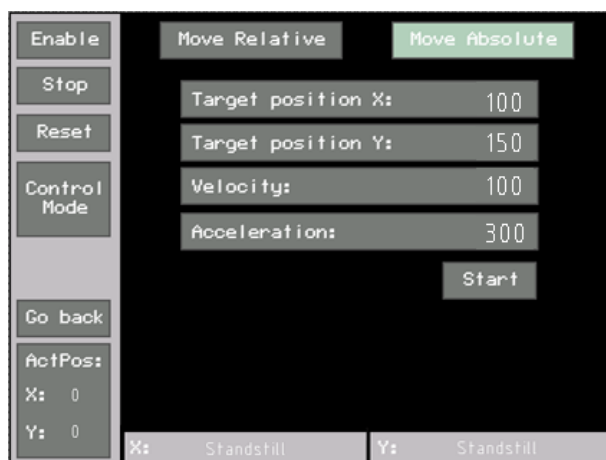 Enable
Move Relative
Move Absolute
Stop
Target position X: 100
Reset
Target position Y: 150
Control
Mode
Velocity: 100
Acceleration: 300
Start
Go back
ActPos:
X: 0
Y: 0
X: Standstill
Y: Standstill